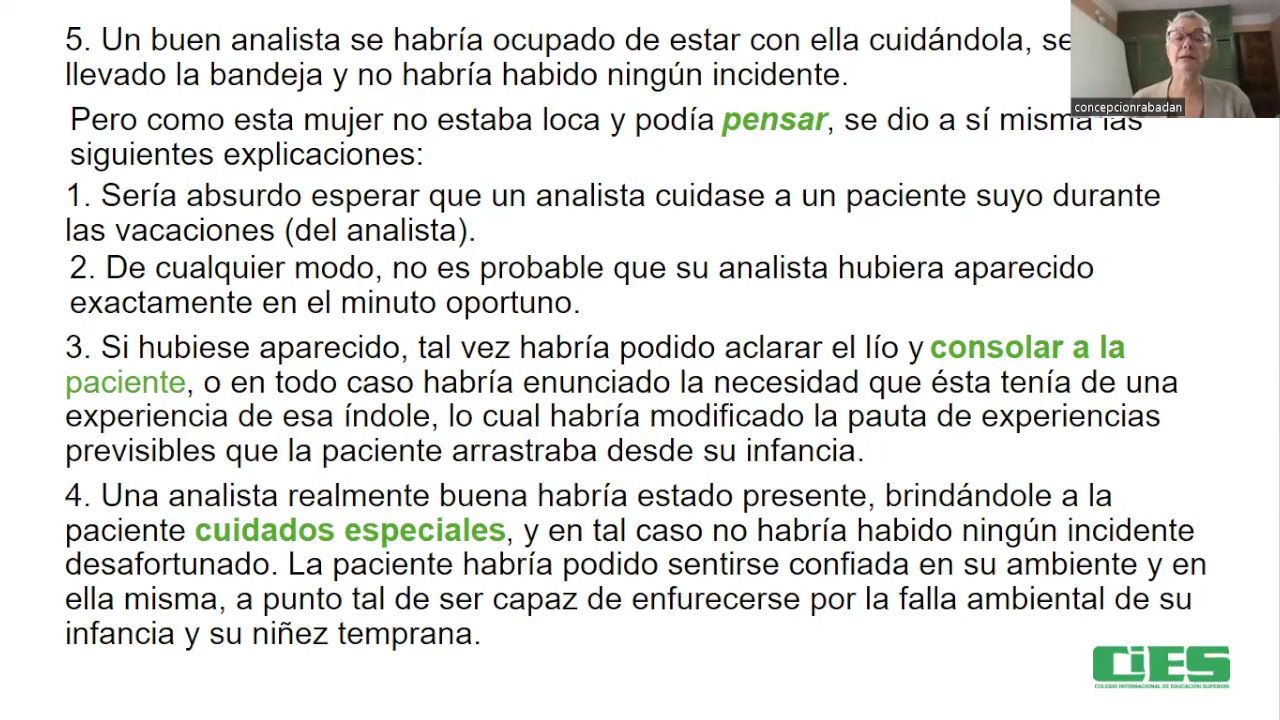 5. Un buen analista se habría ocupado de estar con ella cuidándola, se
llevado la bandeja y no habría habido ningún incidente.
concepcionrabadan
Pero como esta mujer no estaba loca y podía pensar, se dio a sí misma las
siguientes explicaciones:
1. Sería absurdo esperar que un analista cuidase a un paciente suyo durante
las vacaciones (del analista).
2. De cualquier modo, no es probable que su analista hubiera aparecido
exactamente en el minuto oportuno.
3. Si hubiese aparecido, tal vez habría podido aclarar el lío y consolar a la
paciente, o en todo caso habría enunciado la necesidad que ésta tenía de una
experiencia de esa índole, lo cual habría modificado la pauta de experiencias
previsibles que la paciente arrastraba desde su infancia.
4. Una analista realmente buena habría estado presente, brindándole a la
paciente cuidados especiales, y en tal caso no habría habido ningún incidente
desafortunado. La paciente habría podido sentirse confiada en su ambiente y en
ella misma, a punto tal de ser capaz de enfurecerse por la falla ambiental de su
infancia y su niñez temprana.
CiES
COLEGIO INTERNACIONAL DE EDUCACIÓN SUPERIOR